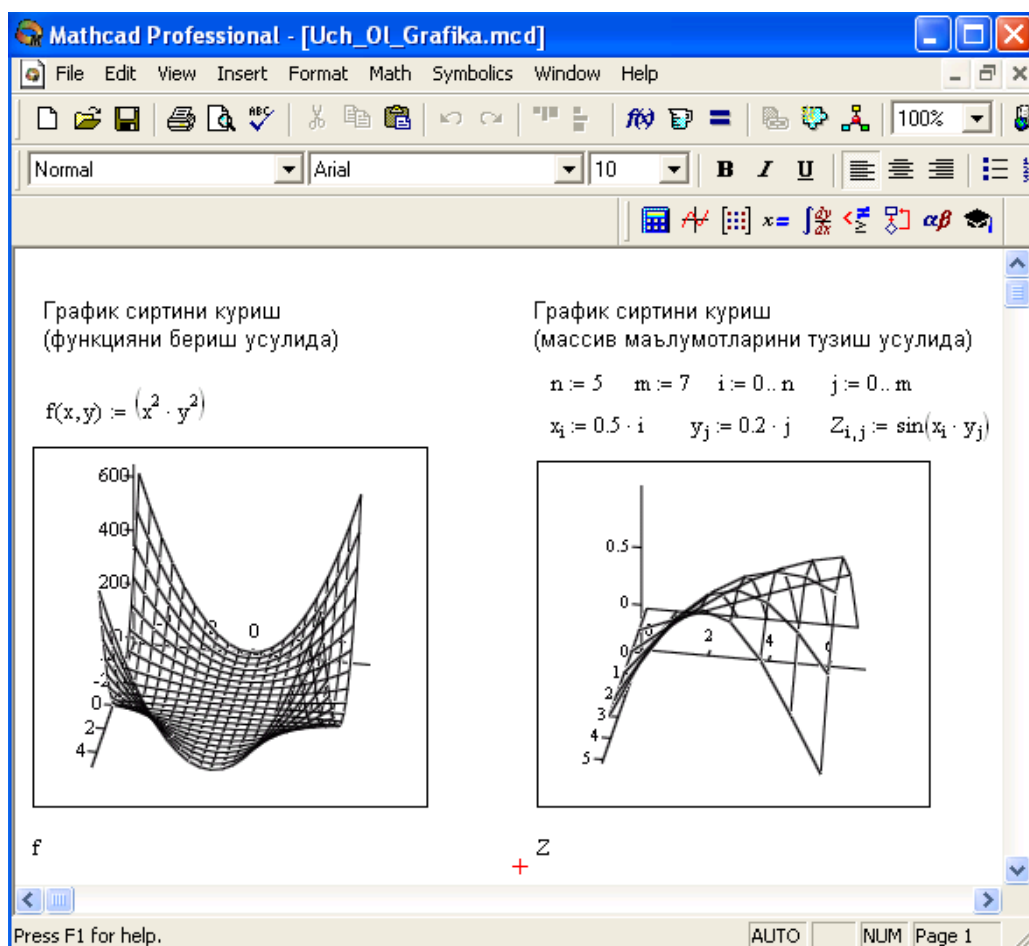 Mathcad Professional - [Uch_Ol_Grafika.mcd]
File Edit View Insert Format Math Symbolics Window Help
100%
Normal Arial 10 B I U
График сиртини куриш
(функцияни бериш усулида)
f(x,y) := (x² · y²)
600
400
200
0
0
-2
0
2
4
f
График сиртини куриш
(массив маълумотларини тузиш усулида)
n := 5 m := 7 i := 0.. n j := 0.. m
xᵢ := 0.5 · i yⱼ := 0.2 · j Zᵢ,ⱼ := sin(xᵢ · yⱼ)
0.5
0
0 2 4 6
0
1
2
3
4
5
Z
Press F1 for help. AUTO NUM Page 1